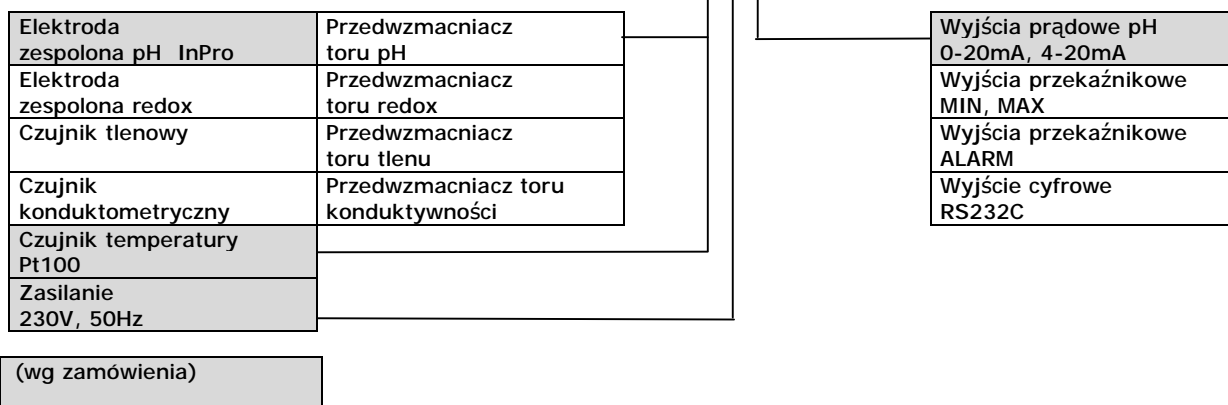 Elektroda
zespolona pH InPro
Przedwzmacniacz
toru pH
Elektroda
zespolona redox
Przedwzmacniacz
toru redox
Czujnik tlenowy
Przedwzmacniacz
toru tlenu
Czujnik
konduktometryczny
Przedwzmacniacz toru
konduktywności
Czujnik temperatury
Pt100
Zasilanie
230V, 50Hz
(wg zamówienia)
Wyjścia prądowe pH
0-20mA, 4-20mA
Wyjścia przekaźnikowe
MIN, MAX
Wyjścia przekaźnikowe
ALARM
Wyjście cyfrowe
RS232C